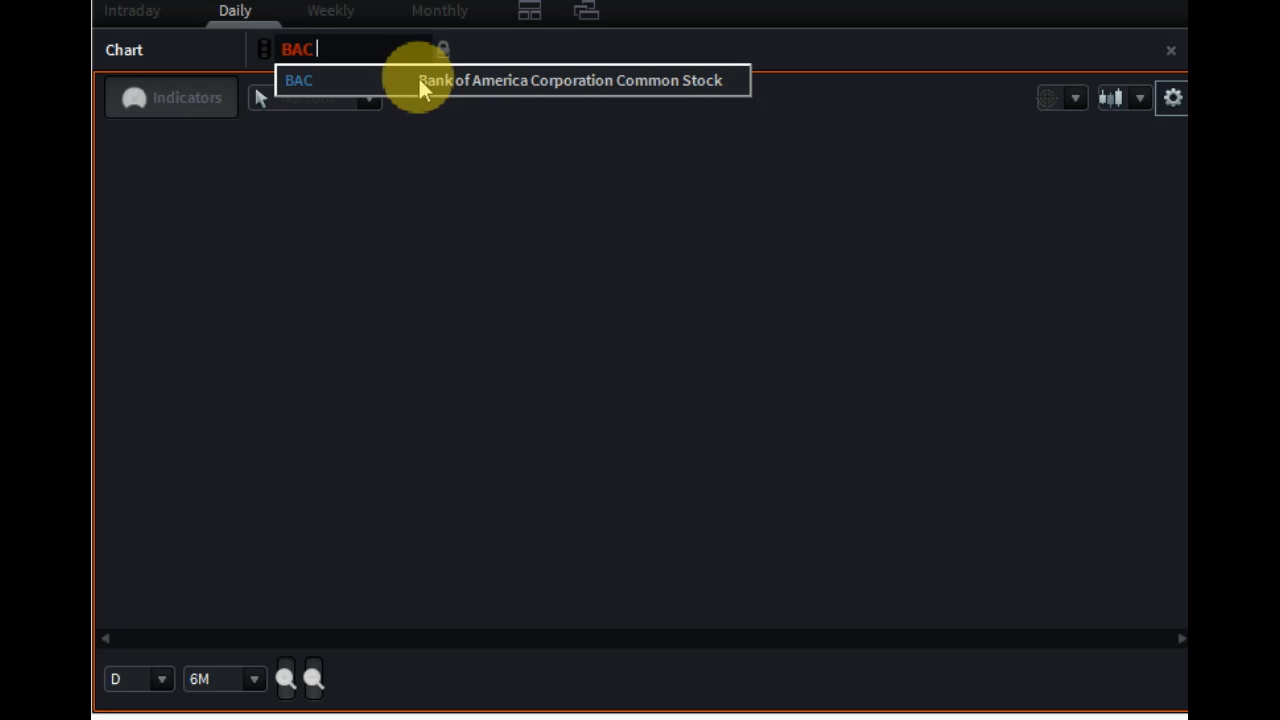 Intraday Daily Weekly Monthly
Chart BAC
BAC Bank of America Corporation Common Stock
Indicators
D 6M